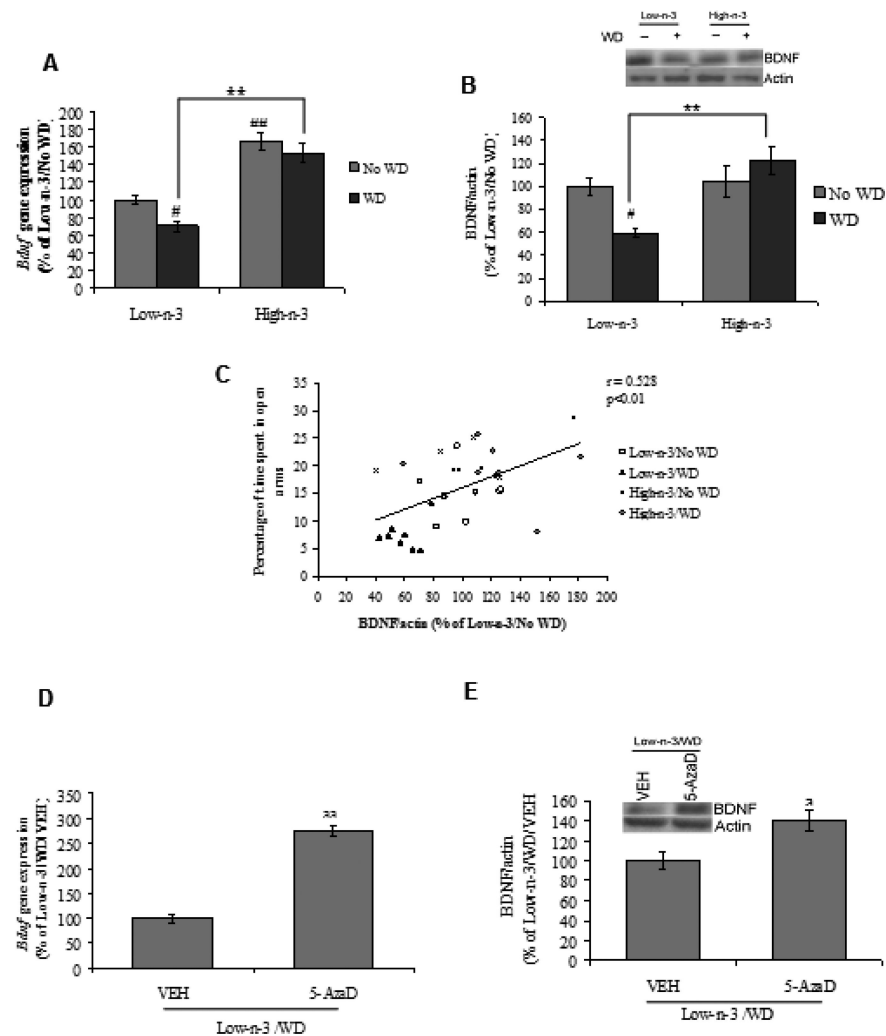 A
Bdnf gene expression
(% of Low-n-3/No WD)
180
160
140
120
100
80
60
40
20
0
#
##
**
Low-n-3
High-n-3
No WD
WD
B
Low-n-3
High-n-3
WD
–
+
–
+
BDNF
Actin
BDNF/actin
(% of Low-n-3/No WD)
140
120
100
80
60
40
20
0
#
**
Low-n-3
High-n-3
No WD
WD
C
r = 0.528
p<0.01
Percentage of time spent in open
arms
35
30
25
20
15
10
5
0
0 20 40 60 80 100 120 140 160 180 200
BDNF/actin (% of Low-n-3/No WD)
Low-n-3/No WD
Low-n-3/WD
High-n-3/No WD
High-n-3/WD
D
Bdnf gene expression
(% of Low-n-3/WD/VEH)
350
300
250
200
150
100
50
0
aa
VEH
5-AzaD
Low-n-3 /WD
E
Low-n-3/WD
VEH
5-AzaD
BDNF
Actin
BDNF/actin
(% of Low-n-3/WD/VEH
160
140
120
100
80
60
40
20
0
a
VEH
5-AzaD
Low-n-3 /WD